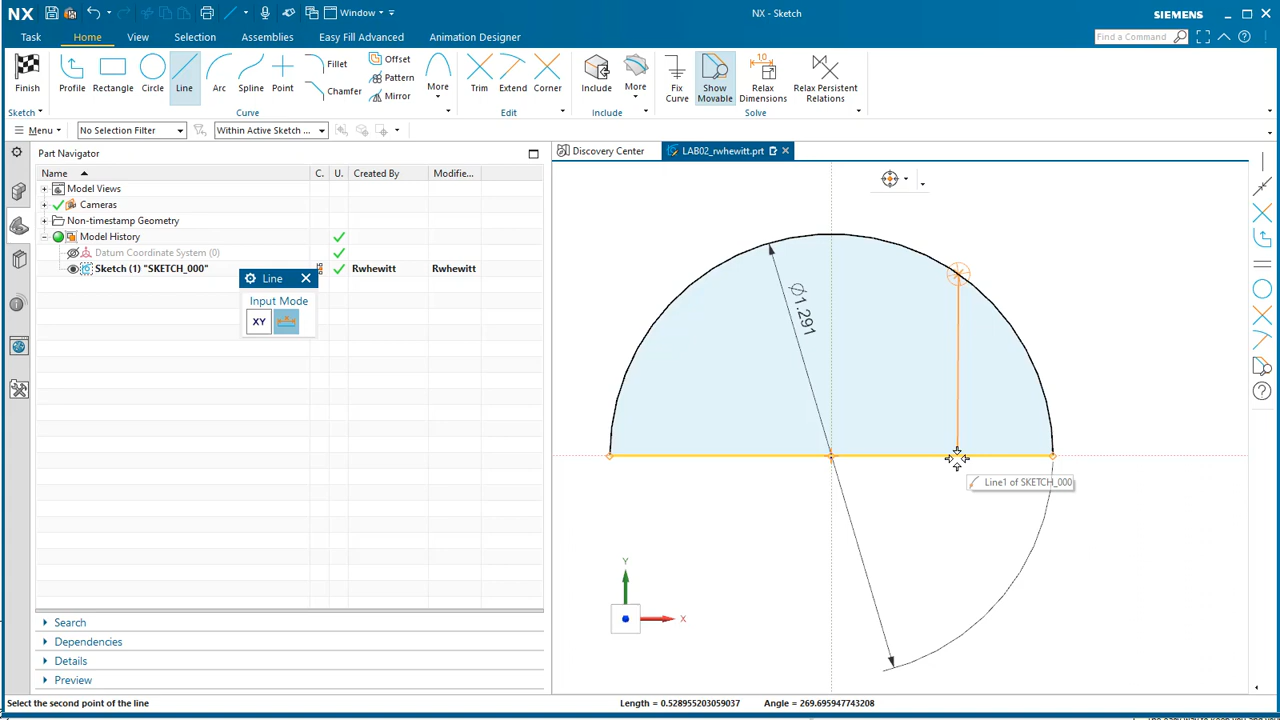 NX
Window
NX - Sketch
SIEMENS
Task
Home
View
Selection
Assemblies
Easy Fill Advanced
Animation Designer
Find a Command
Finish
Profile
Rectangle
Circle
Line
Arc
Spline
Point
Fillet
Chamfer
Offset
Pattern
Mirror
More
Trim
Extend
Corner
Include
More
Fix
Curve
Show
Movable
1.0
Relax
Dimensions
Relax Persistent
Relations
Sketch
Curve
Edit
Include
Solve
Menu
No Selection Filter
Within Active Sketch ...
Part Navigator
Discovery Center
LAB02_rwhewitt.prt
Name
C.
U.
Created By
Modifie...
Model Views
Cameras
Non-timestamp Geometry
Model History
Datum Coordinate System (0)
Sketch (1) "SKETCH_000"
Rwhewitt
Rwhewitt
Line
Input Mode
XY
Ø1.291
Line1 of SKETCH_000
Y
X
Search
Dependencies
Details
Preview
Select the second point of the line
Length = 0.528955203059037
Angle = 269.695947743208